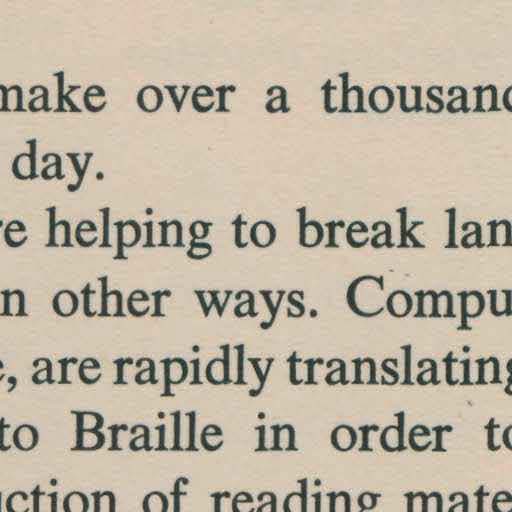 make over a thousand
day.
re helping to break lan
n other ways. Compu
e, are rapidly translating
to Braille in order to
uction of reading mate